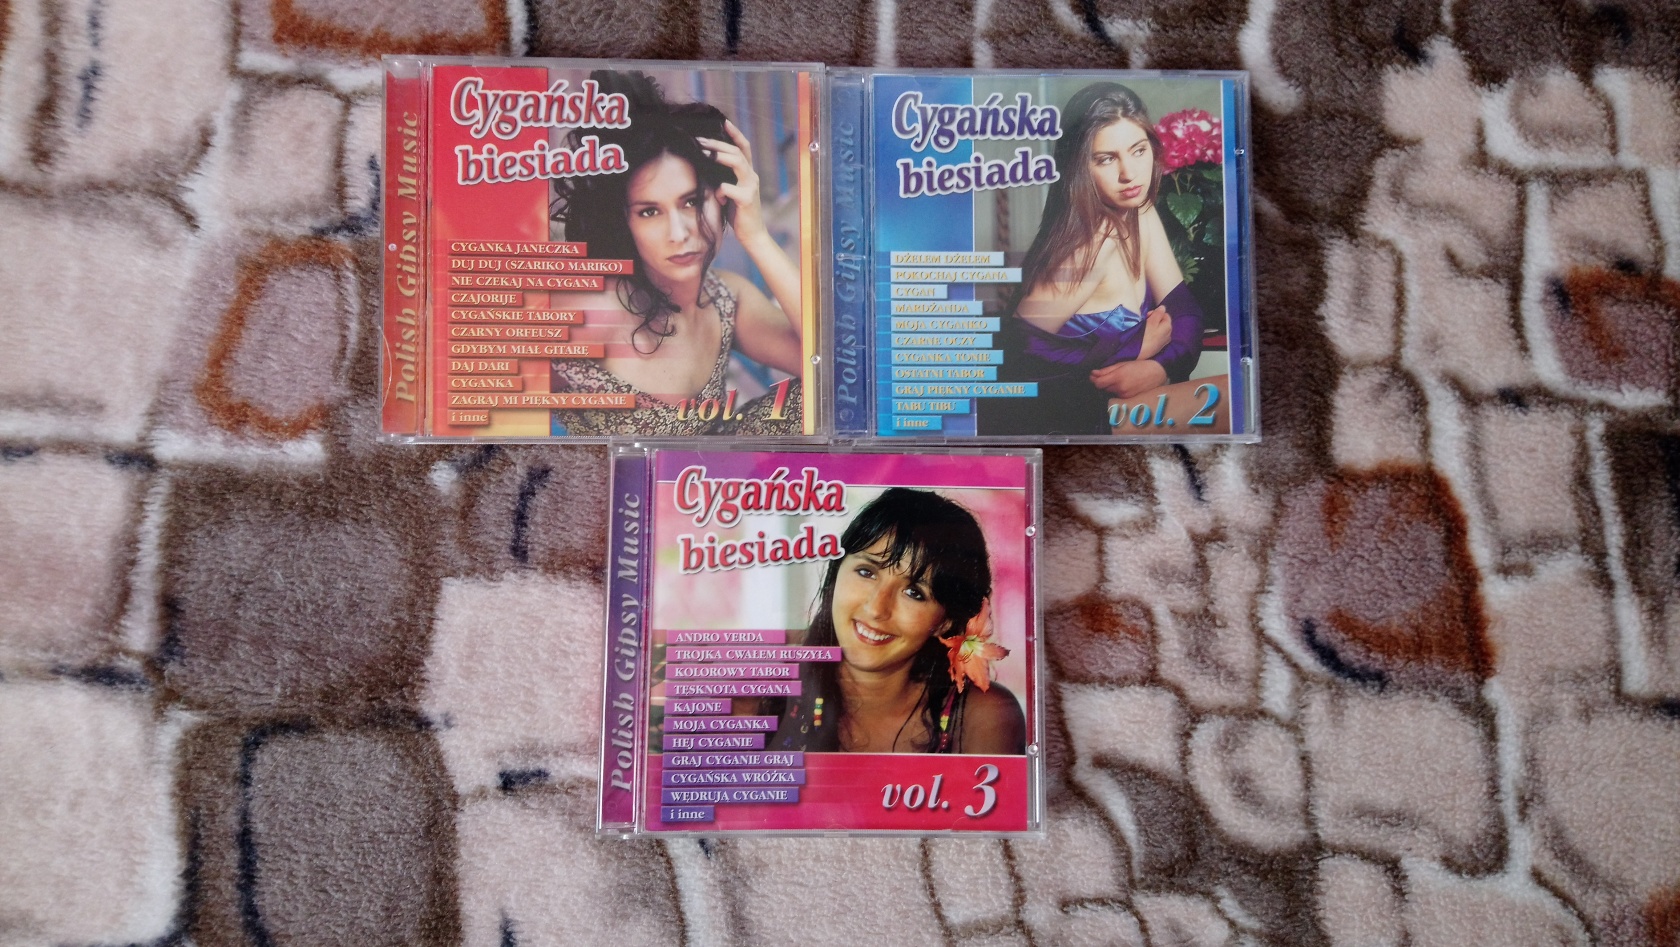 Polish Gipsy Music
Cygańska
biesiada
CYGANKA JANECZKA
DUJ DUJ (SZARIKO MARIKO)
NIE CZEKAJ NA CYGANA
CZAJORIJE
CYGAŃSKIE TABORY
CZARNY ORFEUSZ
GDYBYM MIAŁ GITARĘ
DAJ DARI
CYGANKA
ZAGRAJ MI PIĘKNY CYGANIE
i inne
vol. 1
Polish Gipsy Music
Cygańska
biesiada
DŻELEM DŻELEM
POKOCHAJ CYGANA
CYGAN
MARDŻANDA
MOJA CYGANKO
CZARNE OCZY
CYGANKA TONIE
OSTATNI TABOR
GRAJ PIĘKNY CYGANIE
TABU TIBU
i inne
vol. 2
Polish Gipsy Music
Cygańska
biesiada
ANDRO VERDA
TROJKA CWAŁEM RUSZYŁA
KOLOROWY TABOR
TĘSKNOTA CYGANA
KAJONE
MOJA CYGANKA
HEJ CYGANIE
GRAJ CYGANIE GRAJ
CYGAŃSKA WRÓŻKA
WĘDRUJĄ CYGANIE
i inne
vol. 3